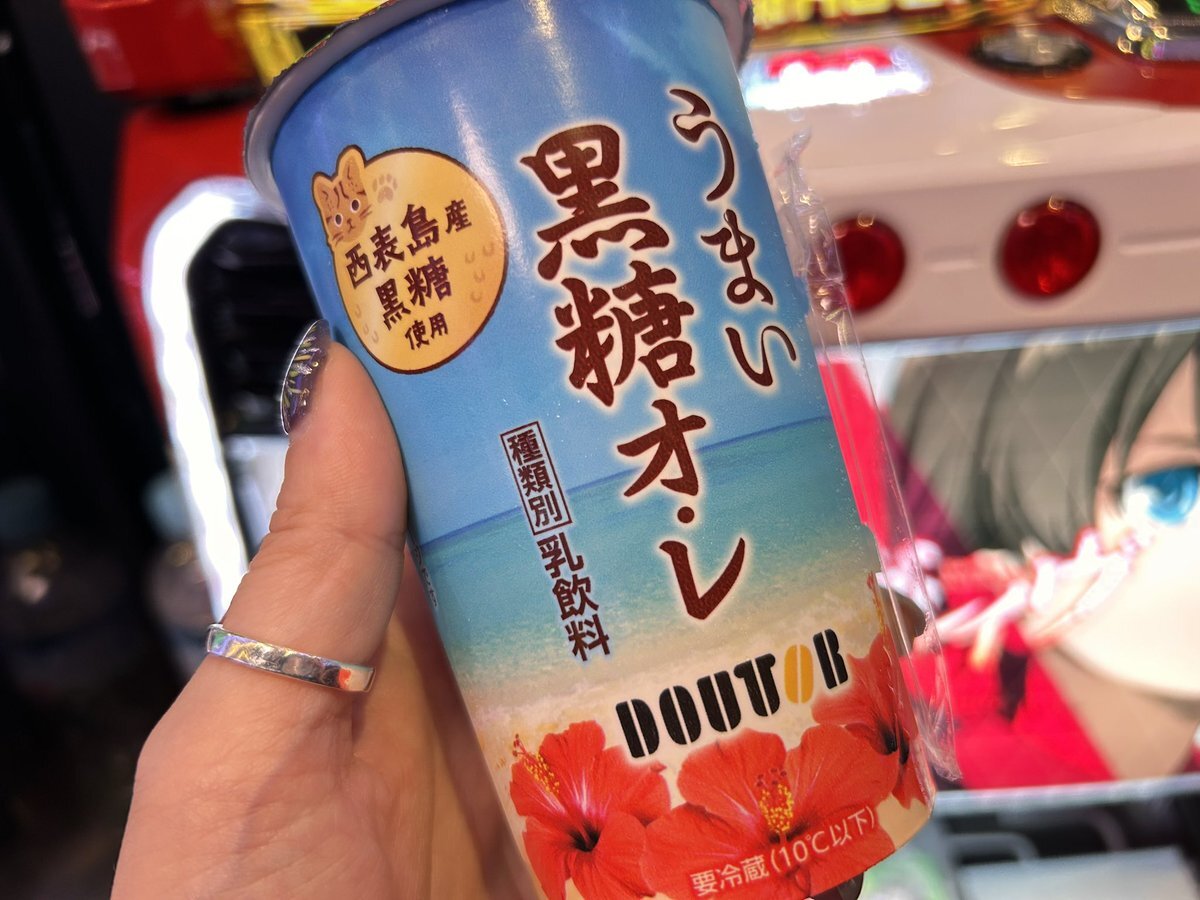 うまい
黒糖オ・レ
西表島産
黒糖
使用
種類別 乳飲料
DOUTOR
要冷蔵(10℃以下)